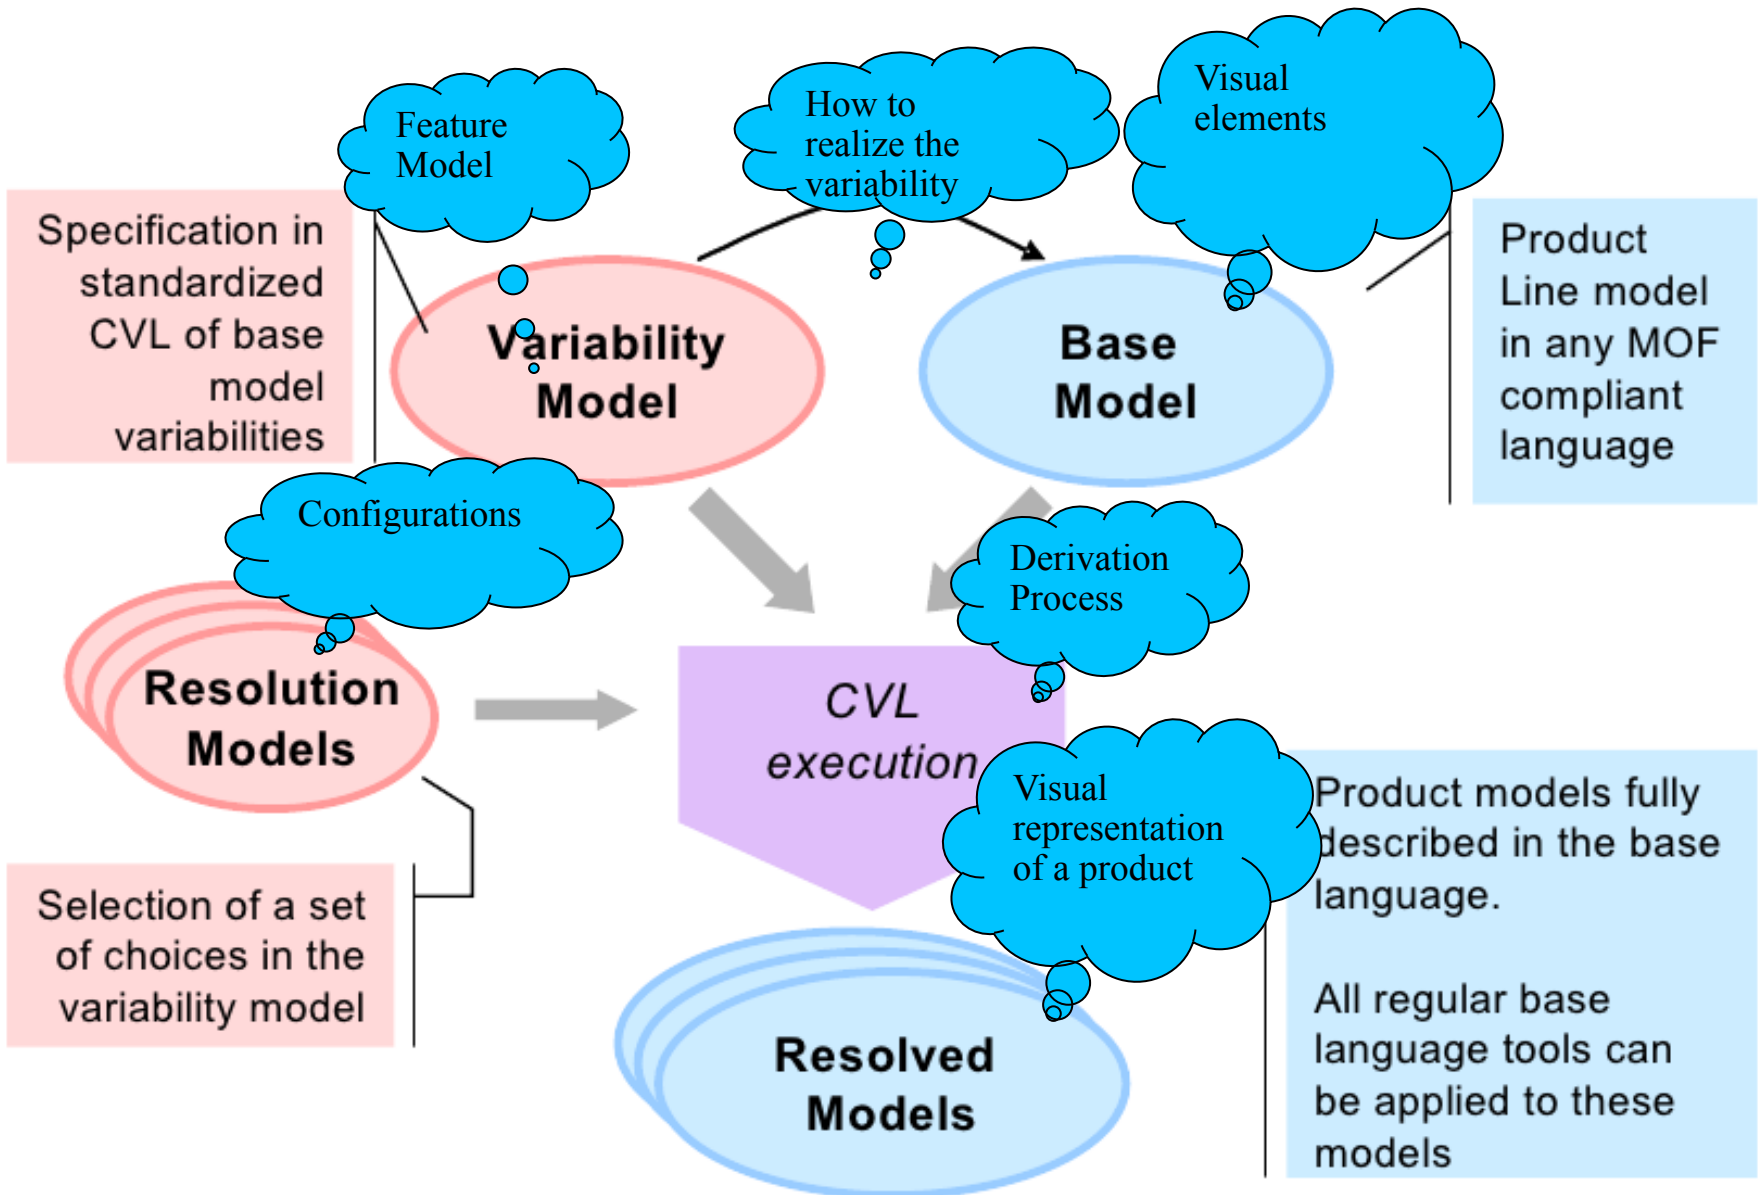 Feature
Model
How to
realize the
variability
Visual
elements
Specification in
standardized
CVL of base
model
variabilities
Variability
Model
Base
Model
Product
Line model
in any MOF
compliant
language
Configurations
Derivation
Process
Resolution
Models
CVL
execution
Visual
representation
of a product
Product models fully
described in the base
language.
All regular base
language tools can
be applied to these
models
Selection of a set
of choices in the
variability model
Resolved
Models